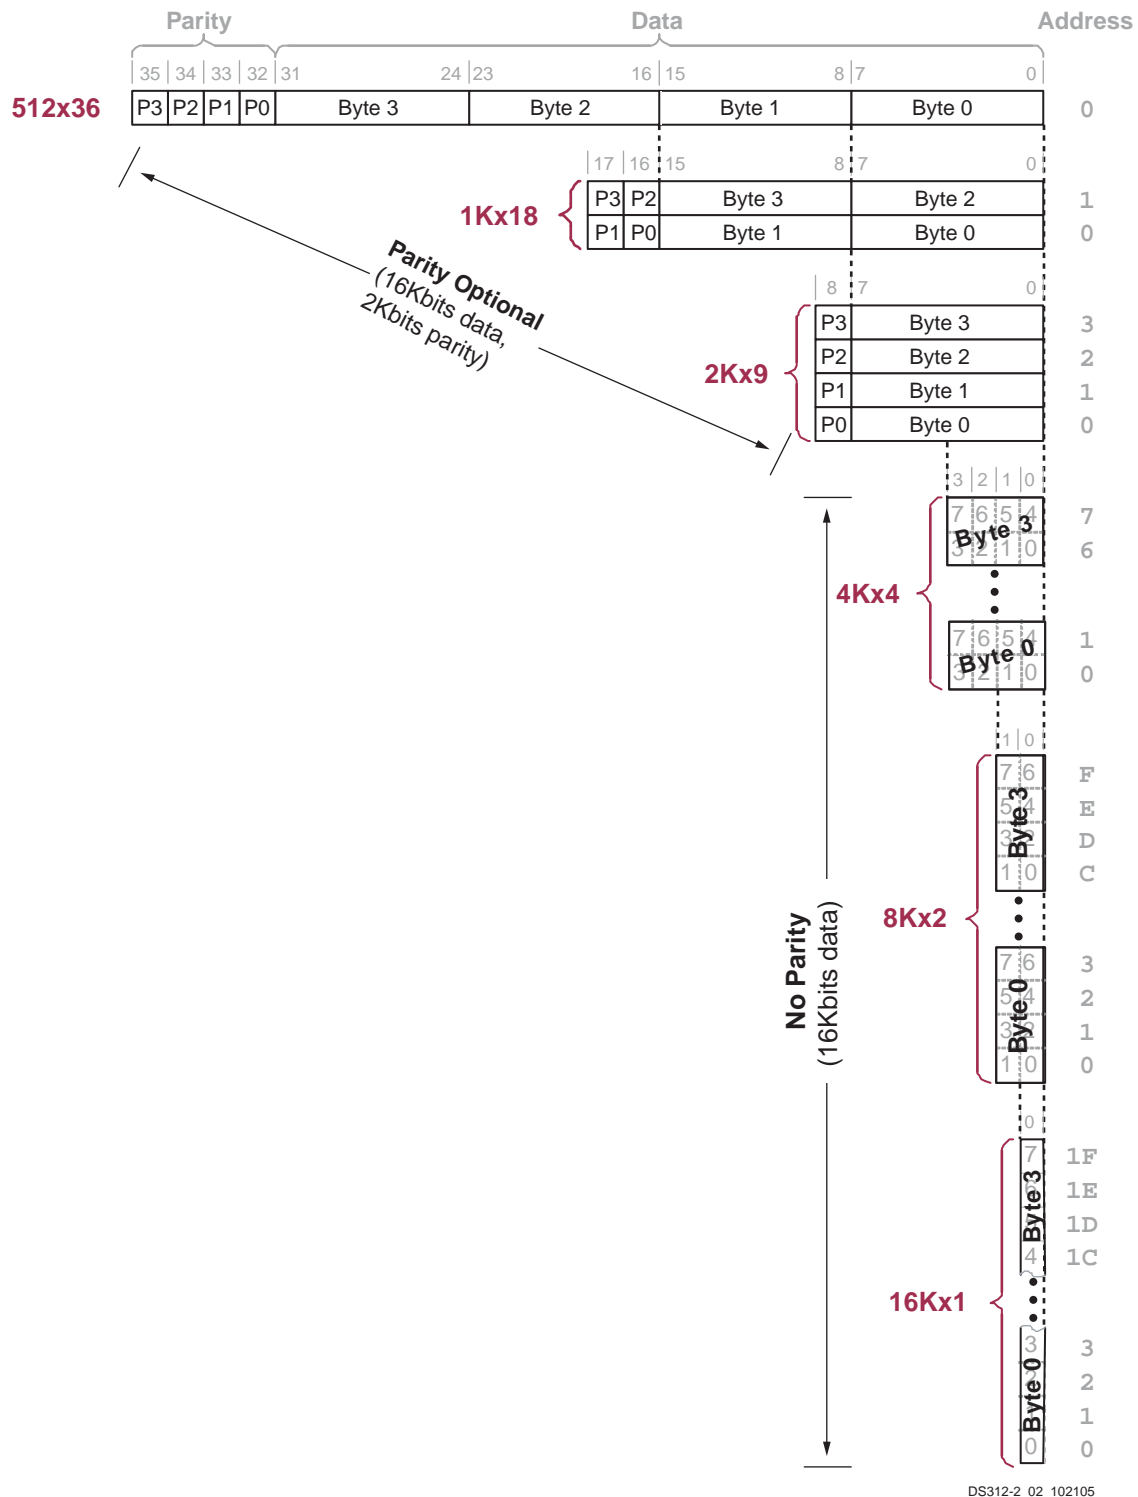 Parity Data Address
35 34 33 32 31 24 23 16 15 8 7 0
512x36 P3 P2 P1 P0 Byte 3 Byte 2 Byte 1 Byte 0 0
17 16 15 8 7 0
P3 P2 Byte 3 Byte 2 1
1Kx18
P1 P0 Byte 1 Byte 0 0
Parity Optional
(16Kbits data,
2Kbits parity)
8 7 0
P3 Byte 3 3
P2 Byte 2 2
2Kx9
P1 Byte 1 1
P0 Byte 0 0
3 2 1 0
7 6 5 4 7
Byte 3
3 2 1 0 6
4Kx4
7 6 5 4 1
Byte 0
3 2 1 0 0
1 0
7 6 F
5 4 E
Byte 3
3 2 D
1 0 C
8Kx2
No Parity
(16Kbits data)
7 6 3
5 4 2
Byte 0
3 2 1
1 0 0
0
7 1F
6 1E
Byte 3
1D
4 1C
16Kx1
3 3
2 2
Byte 0
1 1
0 0
DS312-2_02_102105